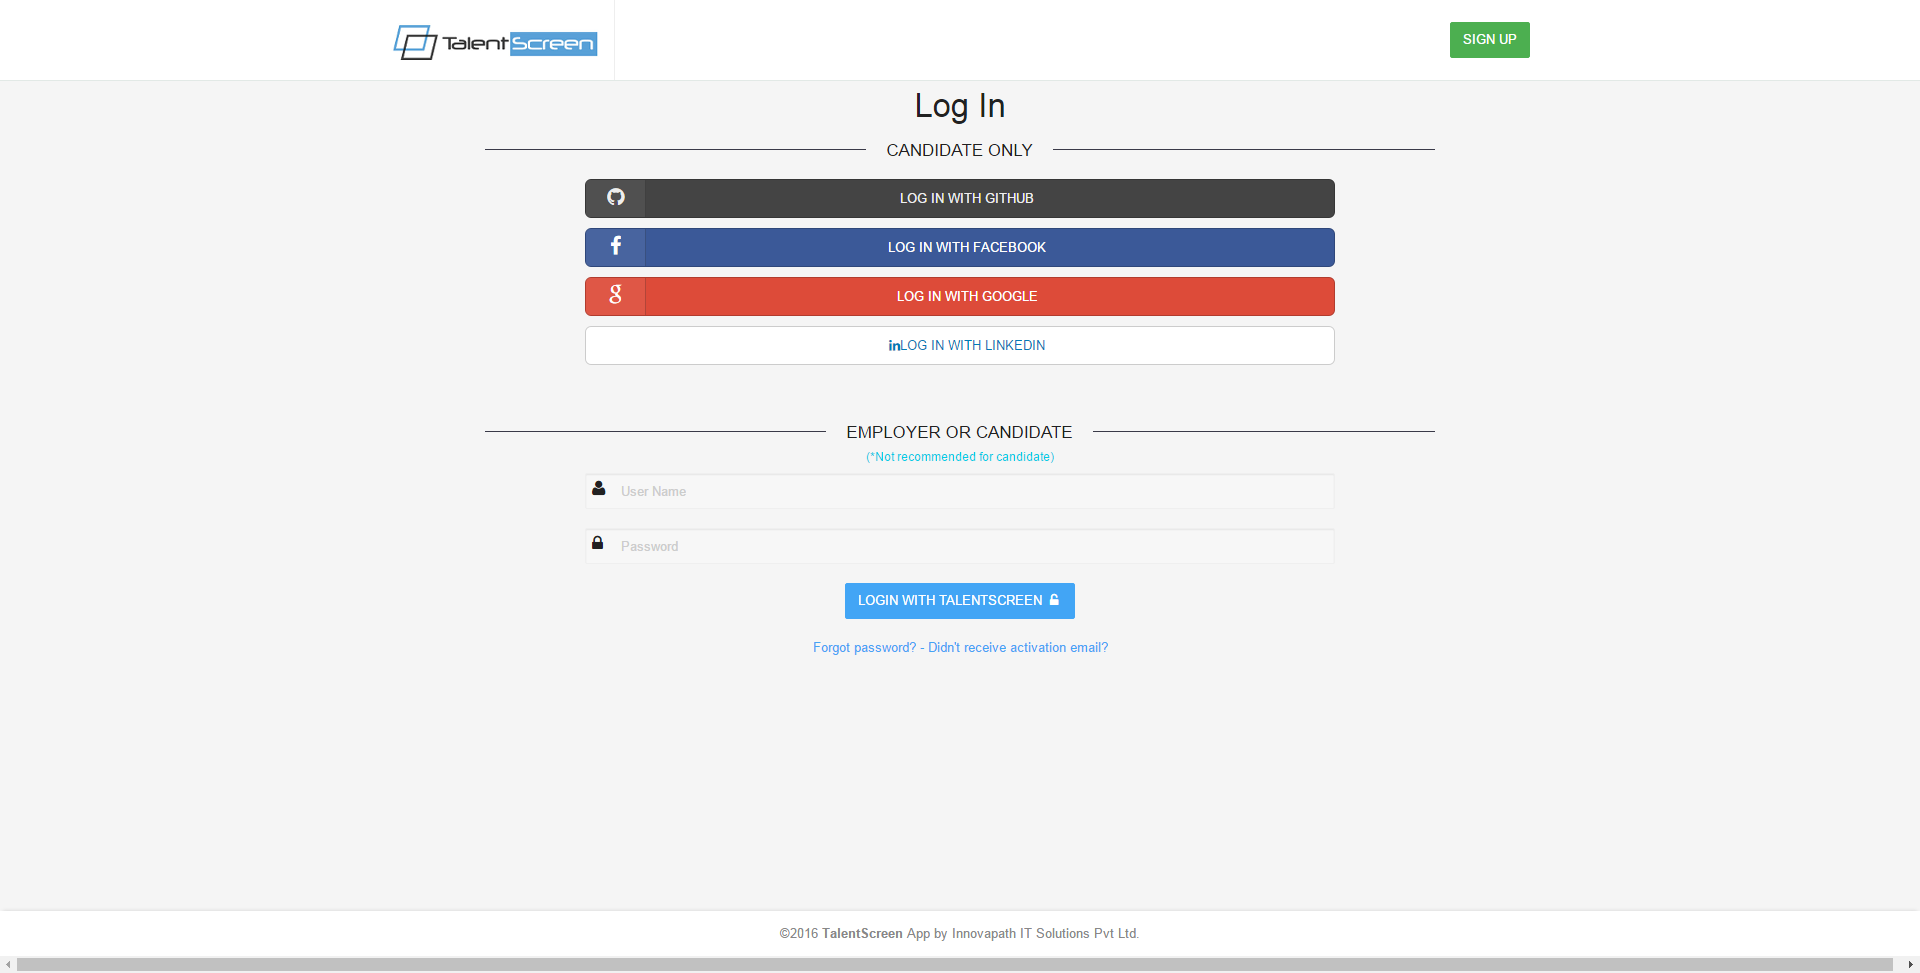 TalentScreen
SIGN UP
Log In
CANDIDATE ONLY
LOG IN WITH GITHUB
f
LOG IN WITH FACEBOOK
g
LOG IN WITH GOOGLE
inLOG IN WITH LINKEDIN
EMPLOYER OR CANDIDATE
(*Not recommended for candidate)
User Name
Password
LOGIN WITH TALENTSCREEN
Forgot password? - Didn't receive activation email?
©2016 TalentScreen App by Innovapath IT Solutions Pvt Ltd.